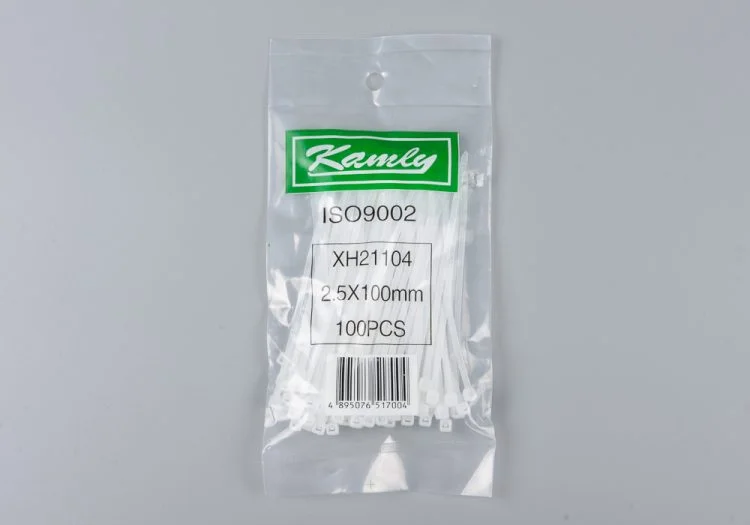 Kamly
ISO9002
XH21104
2.5X100mm
100PCS
4 895076 517004